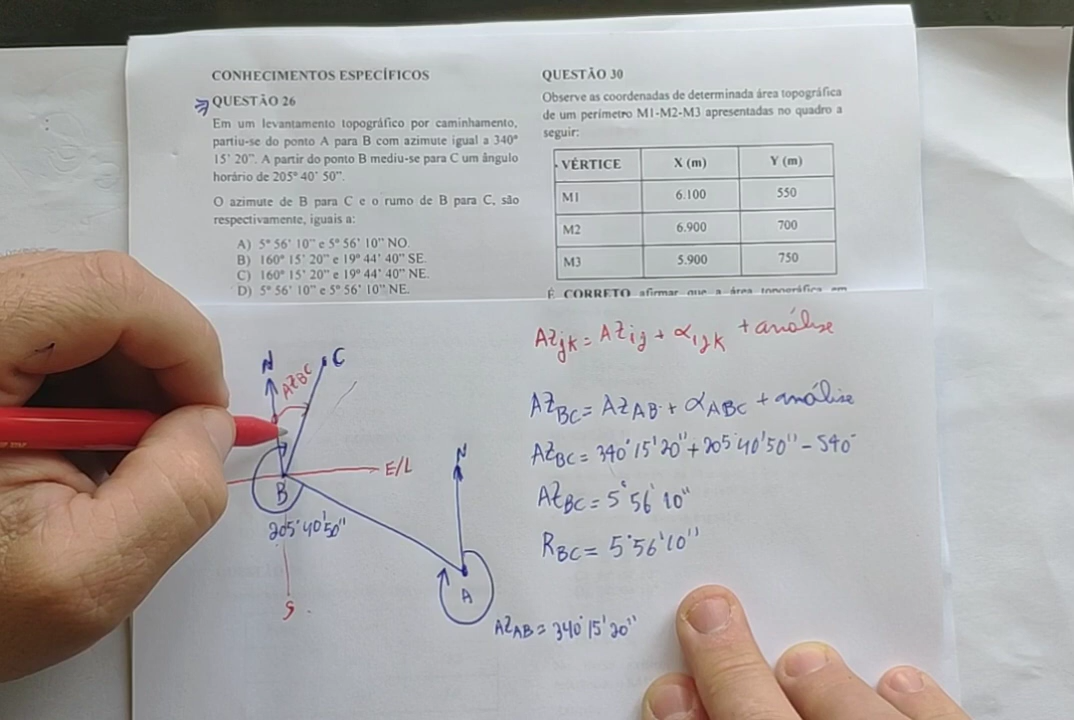 CONHECIMENTOS ESPECÍFICOS
QUESTÃO 26
Em um levantamento topográfico por caminhamento,
partiu-se do ponto A para B com azimute igual a 340°
15' 20". A partir do ponto B mediu-se para C um ângulo
horário de 205° 40' 50".
O azimute de B para C e o rumo de B para C, são
respectivamente, iguais a:
A) 5° 56' 10" e 5° 56' 10" NO.
B) 160° 15' 20" e 19° 44' 40" SE.
C) 160° 15' 20" e 19° 44' 40" NE.
D) 5° 56' 10" e 5° 56' 10" NE.
QUESTÃO 30
Observe as coordenadas de determinada área topográfica
de um perímetro M1-M2-M3 apresentadas no quadro a
seguir:
VÉRTICE X (m) Y (m)
M1 6.100 550
M2 6.900 700
M3 5.900 750
É CORRETO afirmar que a área topográfica em
AZjk = AZij + αijk + análise
AZBC = AZAB + αABC + análise
AZBC = 340°15'20" + 205°40'50" - 540°
AZBC = 5°56'10"
RBC = 5°56'10"
N
C
AZBC
E/L
B
205°40'50"
S
N
A
AZAB = 340°15'20"